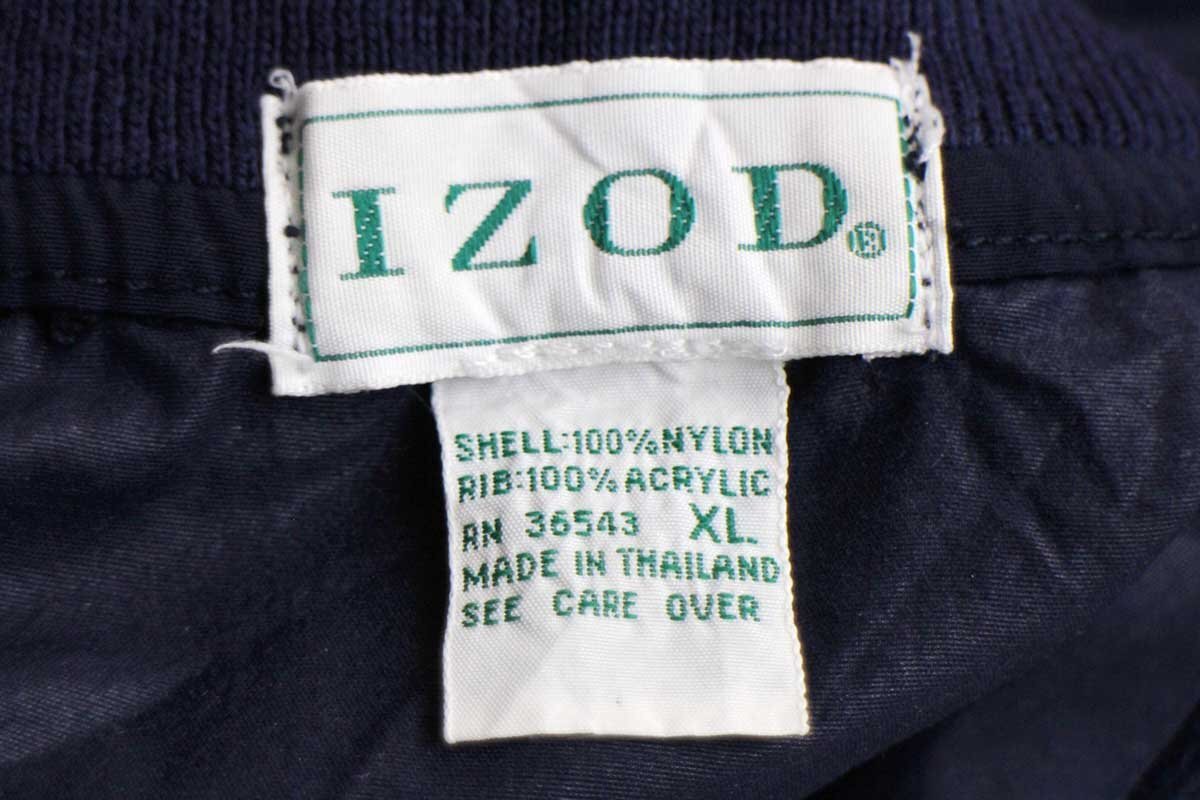 IZOD®
SHELL:100%NYLON
RIB:100%ACRYLIC
RN 36543 XL
MADE IN THAILAND
SEE CARE OVER